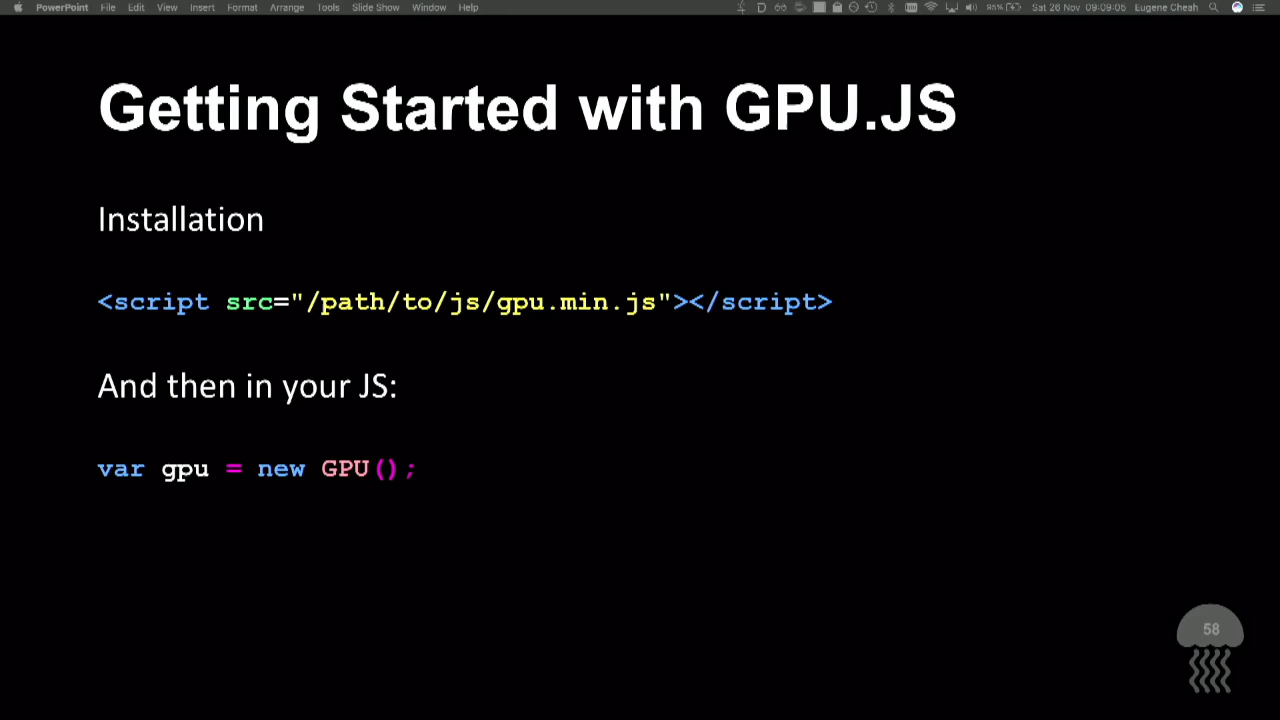 PowerPoint File Edit View Insert Format Arrange Tools Slide Show Window Help 95% Sat 26 Nov 09:09:05 Eugene Cheah
Getting Started with GPU.JS
Installation
<script src="/path/to/js/gpu.min.js"></script>
And then in your JS:
var gpu = new GPU();
58